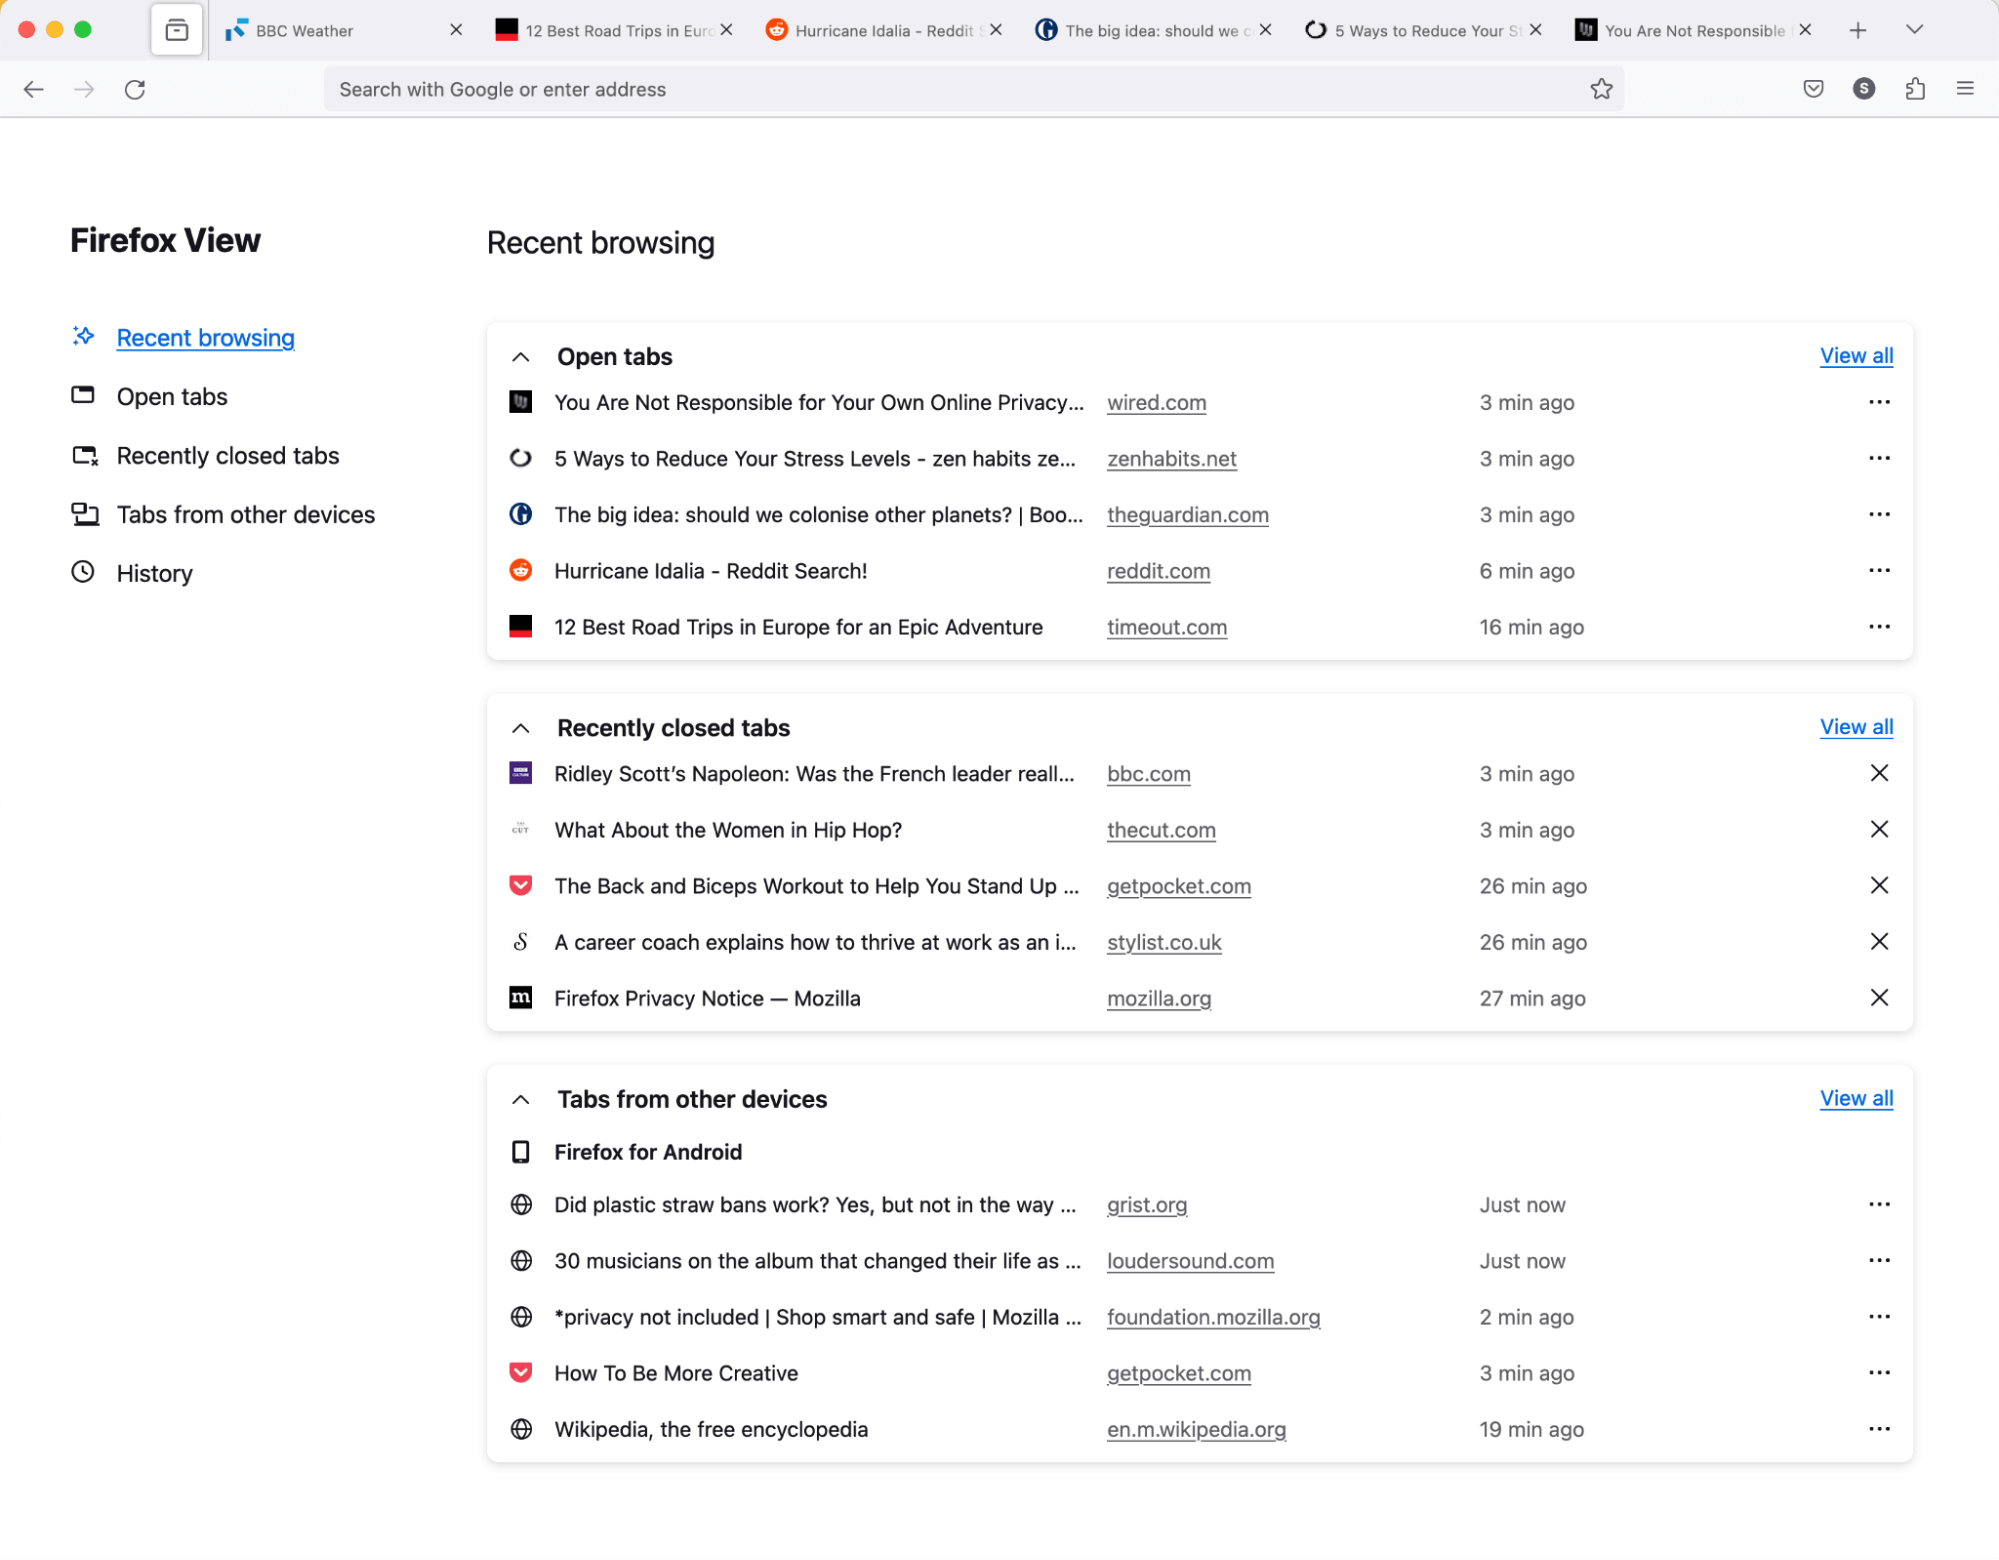 BBC Weather
12 Best Road Trips in Euro
Hurricane Idalia - Reddit S
The big idea: should we c
5 Ways to Reduce Your St
You Are Not Responsible
Search with Google or enter address
S
Firefox View
Recent browsing
Open tabs
Recently closed tabs
Tabs from other devices
History
Recent browsing
Open tabs View all
You Are Not Responsible for Your Own Online Privacy... wired.com 3 min ago
5 Ways to Reduce Your Stress Levels - zen habits ze... zenhabits.net 3 min ago
The big idea: should we colonise other planets? | Boo... theguardian.com 3 min ago
Hurricane Idalia - Reddit Search! reddit.com 6 min ago
12 Best Road Trips in Europe for an Epic Adventure timeout.com 16 min ago
Recently closed tabs View all
Ridley Scott’s Napoleon: Was the French leader reall... bbc.com 3 min ago
THE CUT What About the Women in Hip Hop? thecut.com 3 min ago
The Back and Biceps Workout to Help You Stand Up ... getpocket.com 26 min ago
S A career coach explains how to thrive at work as an i... stylist.co.uk 26 min ago
m Firefox Privacy Notice — Mozilla mozilla.org 27 min ago
Tabs from other devices View all
Firefox for Android
Did plastic straw bans work? Yes, but not in the way ... grist.org Just now
30 musicians on the album that changed their life as ... loudersound.com Just now
*privacy not included | Shop smart and safe | Mozilla ... foundation.mozilla.org 2 min ago
How To Be More Creative getpocket.com 3 min ago
Wikipedia, the free encyclopedia en.m.wikipedia.org 19 min ago